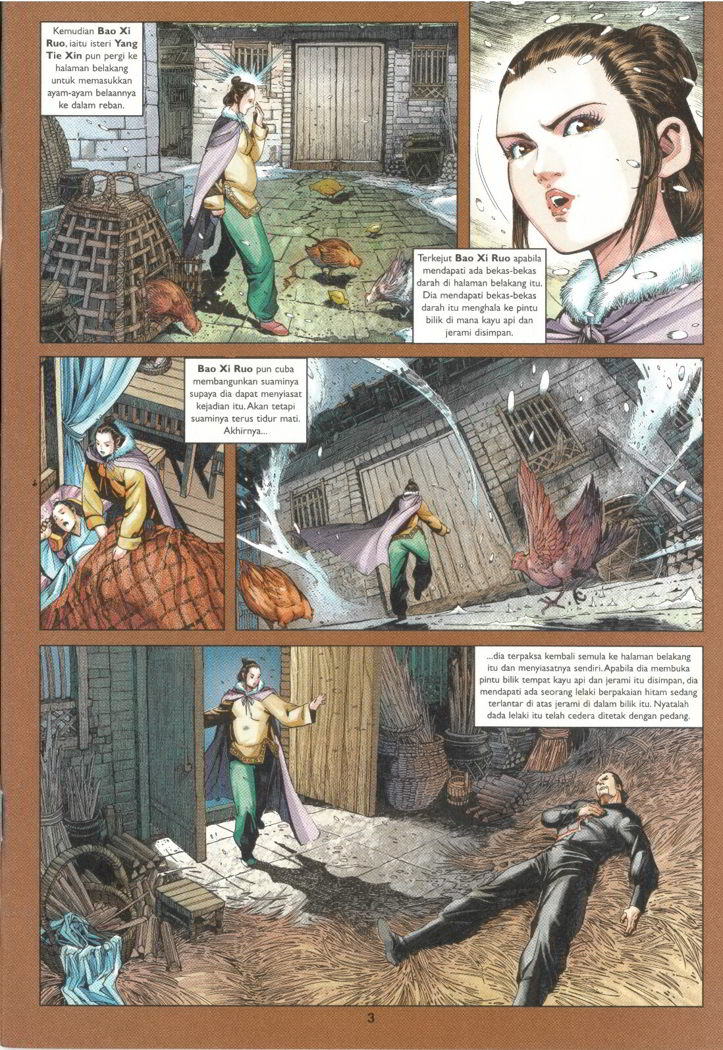 Kemudian Bao Xi
Ruo, iaitu isteri Yang
Tie Xin pun pergi ke
halaman belakang
untuk memasukkan
ayam-ayam belaannya
ke dalam reban.
Terkejut Bao Xi Ruo apabila
mendapati ada bekas-bekas
darah di halaman belakang itu.
Dia mendapati bekas-bekas
darah itu menghala ke pintu
bilik di mana kayu api dan
jerami disimpan.
Bao Xi Ruo pun cuba
membangunkan suaminya
supaya dia dapat menyiasat
kejadian itu. Akan tetapi
suaminya terus tidur mati.
Akhirnya...
...dia terpaksa kembali semula ke halaman belakang
itu dan menyiasatnya sendiri. Apabila dia membuka
pintu bilik tempat kayu api dan jerami itu disimpan, dia
mendapati ada seorang lelaki berpakaian hitam sedang
terlantar di atas jerami di dalam bilik itu. Nyatalah
dada lelaki itu telah cedera ditetak dengan pedang.
3